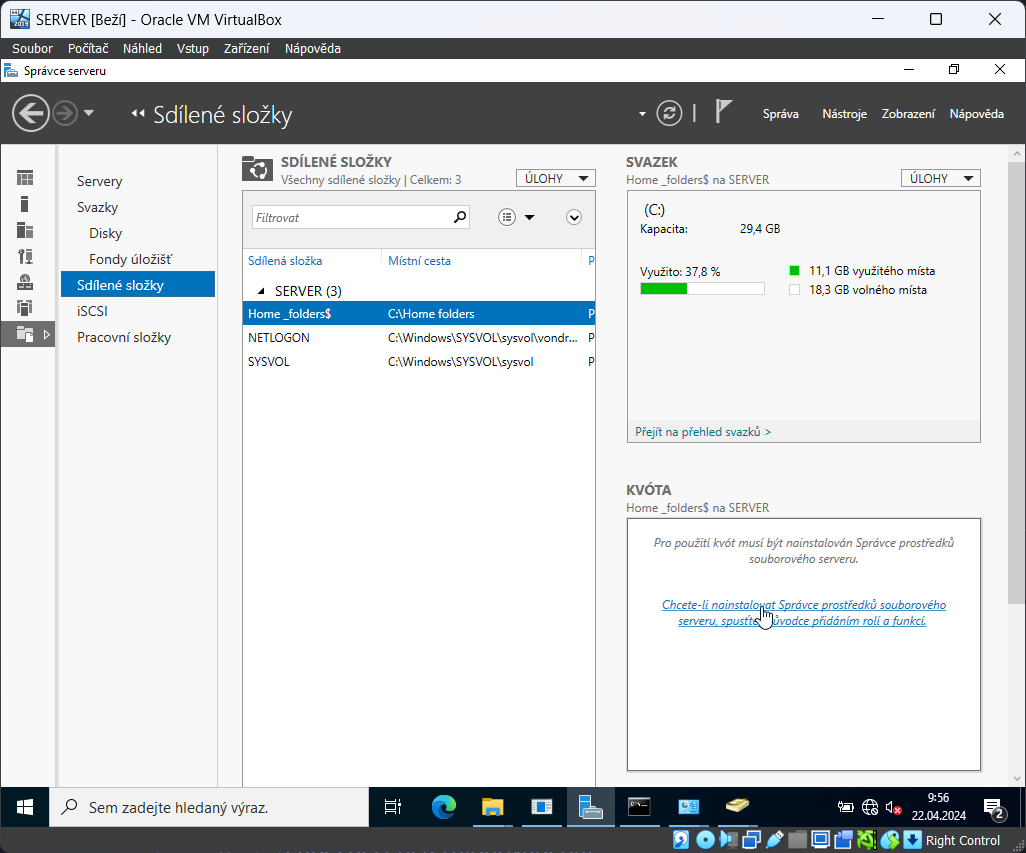 SERVER [Beží] - Oracle VM VirtualBox
Soubor Počítač Náhled Vstup Zařízení Nápověda
Správce serveru
Sdílené složky
Správa Nástroje Zobrazení Nápověda
Servery
Svazky
Disky
Fondy úložišť
Sdílené složky
iSCSI
Pracovní složky
SDÍLENÉ SLOŽKY
Všechny sdílené složky | Celkem: 3
ÚLOHY
Filtrovat
Sdílená složka Místní cesta P
SERVER (3)
Home _folders$ C:\Home folders P
NETLOGON C:\Windows\SYSVOL\sysvol\vondr... P
SYSVOL C:\Windows\SYSVOL\sysvol P
SVAZEK
Home _folders$ na SERVER
ÚLOHY
(C:)
Kapacita: 29,4 GB
Využito: 37,8 %
11,1 GB využitého místa
18,3 GB volného místa
Přejít na přehled svazků >
KVÓTA
Home _folders$ na SERVER
Pro použití kvót musí být nainstalován Správce prostředků
souborového serveru.
Chcete-li nainstalovat Správce prostředků souborového
serveru, spusťte průvodce přidáním rolí a funkcí.
Sem zadejte hledaný výraz.
9:56
22.04.2024
2
Right Control